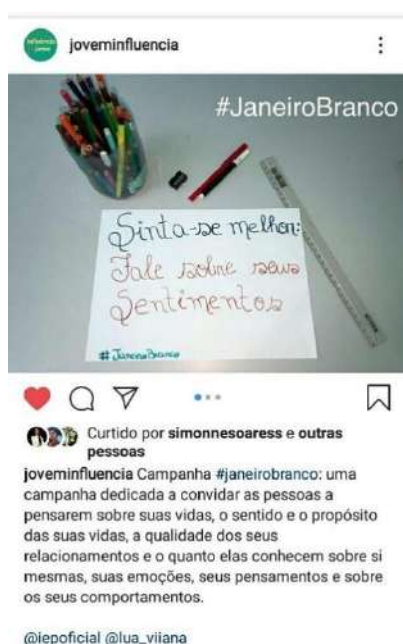 influência
jovem
joveminfluencia
#JaneiroBranco
Sinta-se melhor:
Fale sobre seus
Sentimentos
# JaneiroBranco
Curtido por simonnesoaress e outras
pessoas
joveminfluencia Campanha #janeirobranco: uma
campanha dedicada a convidar as pessoas a
pensarem sobre suas vidas, o sentido e o propósito
das suas vidas, a qualidade dos seus
relacionamentos e o quanto elas conhecem sobre si
mesmas, suas emoções, seus pensamentos e sobre
os seus comportamentos.
@iepoficial @lua_viiana